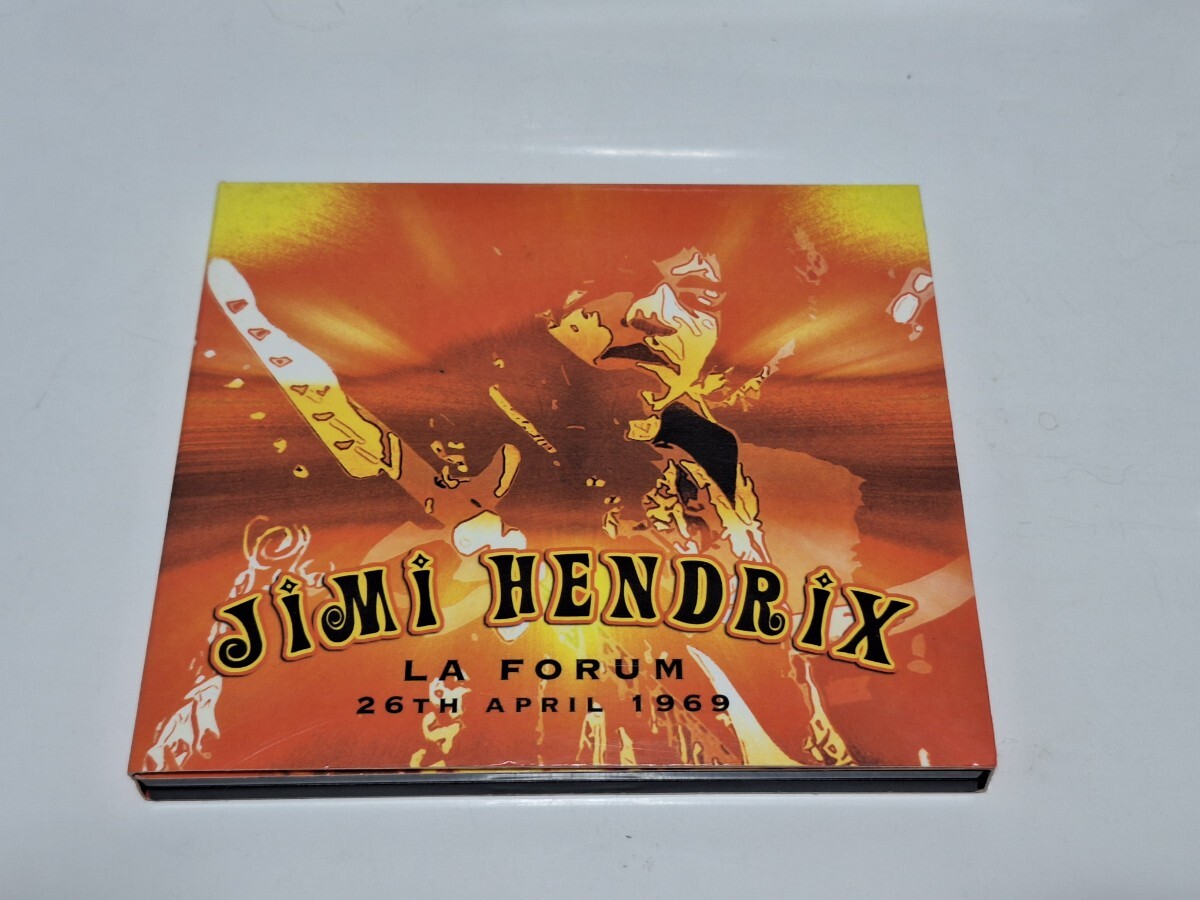 JiMi HENDRiX
LA FORUM
26TH APRIL 1969